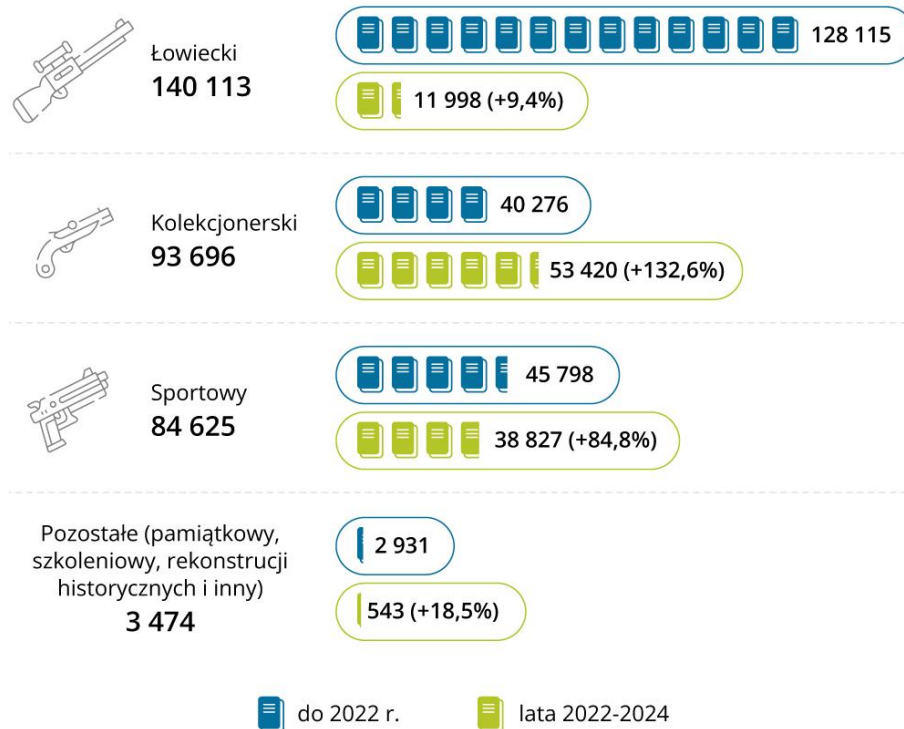 Łowiecki
140 113
128 115
11 998 (+9,4%)
Kolekcjonerski
93 696
40 276
53 420 (+132,6%)
Sportowy
84 625
45 798
38 827 (+84,8%)
Pozostałe (pamiątkowy,
szkoleniowy, rekonstrukcji
historycznych i inny)
3 474
2 931
543 (+18,5%)
do 2022 r.
lata 2022-2024